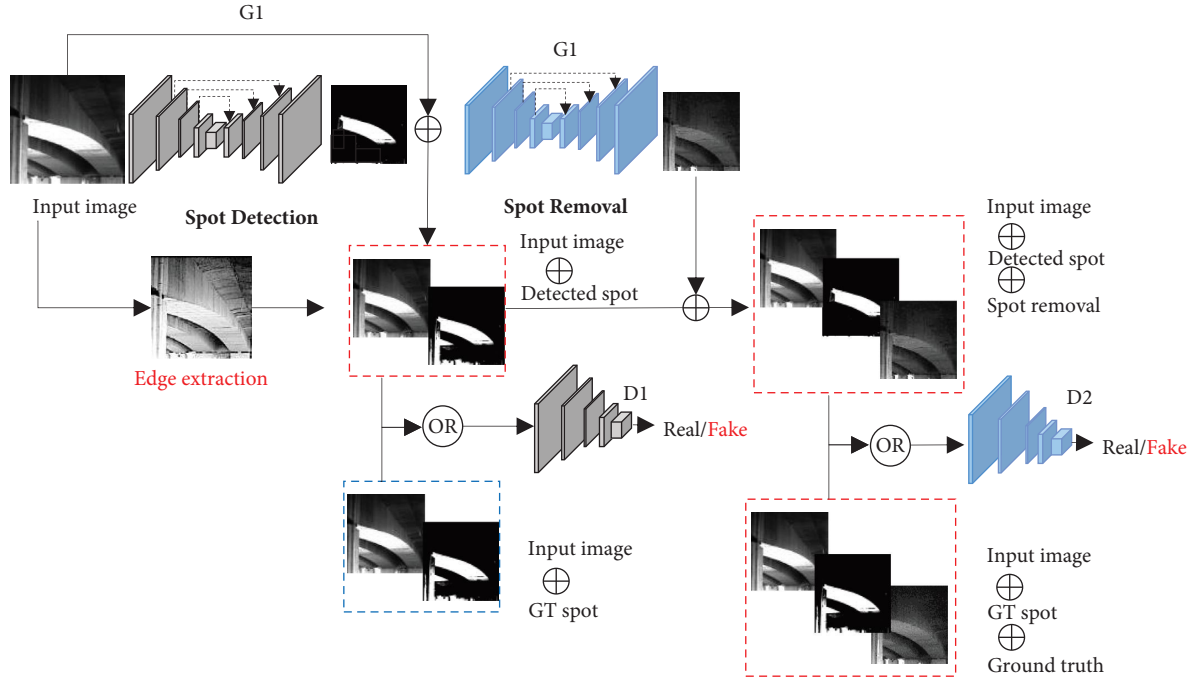 G1
G1
Input image
Spot Detection
Spot Removal
Input image
Detected spot
Input image
Detected spot
Spot removal
Edge extraction
D1
OR
Real/Fake
D2
OR
Real/Fake
Input image
GT spot
Input image
GT spot
Ground truth